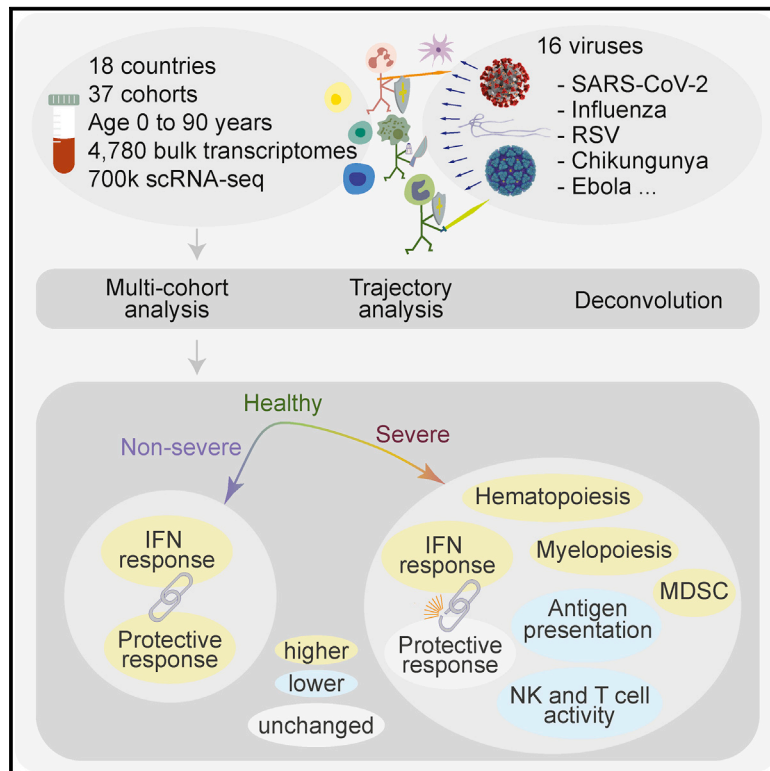 18 countries
37 cohorts
Age 0 to 90 years
4,780 bulk transcriptomes
700k scRNA-seq
16 viruses
- SARS-CoV-2
- Influenza
- RSV
- Chikungunya
- Ebola ...
Multi-cohort
analysis
Trajectory
analysis
Deconvolution
Healthy
Non-severe
Severe
IFN
response
Protective
response
higher
lower
unchanged
Hematopoiesis
IFN
response
Myelopoiesis
MDSC
Antigen
presentation
Protective
response
NK and T cell
activity